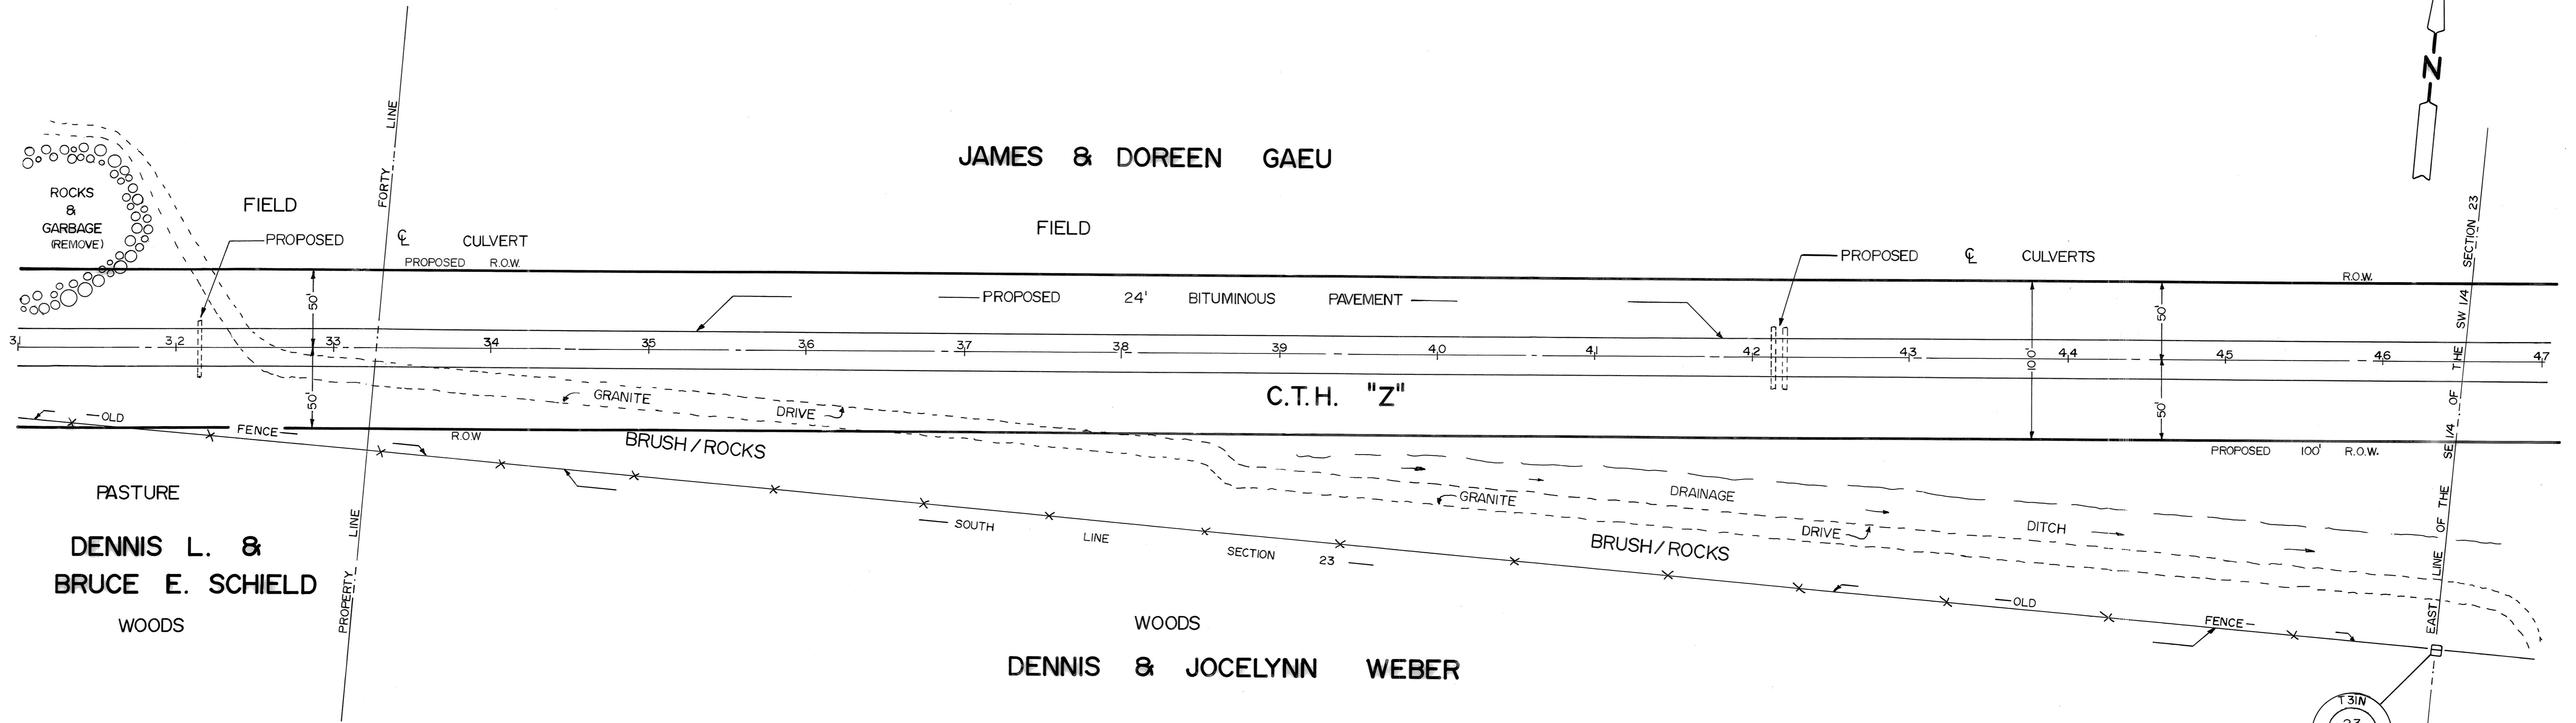 N
LINE
FORTY
JAMES & DOREEN GAEU
ROCKS
&
GARBAGE
(REMOVE)
FIELD
FIELD
PROPOSED ℄ CULVERT
PROPOSED R.O.W.
PROPOSED ℄ CULVERTS
R.O.W.
SECTION 23
PROPOSED 24' BITUMINOUS PAVEMENT
50'
50'
100'
50'
50'
31 32 33 34 35 36 37 38 39 40 41 42 43 44 45 46 47
C.T.H. "Z"
GRANITE DRIVE
OLD FENCE
R.O.W
BRUSH/ROCKS
PROPOSED 100' R.O.W.
EAST LINE OF THE SE 1/4 OF THE SW 1/4
PASTURE
DENNIS L. &
BRUCE E. SCHIELD
WOODS
PROPERTY LINE
SOUTH LINE SECTION 23
GRANITE DRIVE
DRAINAGE DITCH
BRUSH/ROCKS
OLD FENCE
WOODS
DENNIS & JOCELYNN WEBER
T31N
23